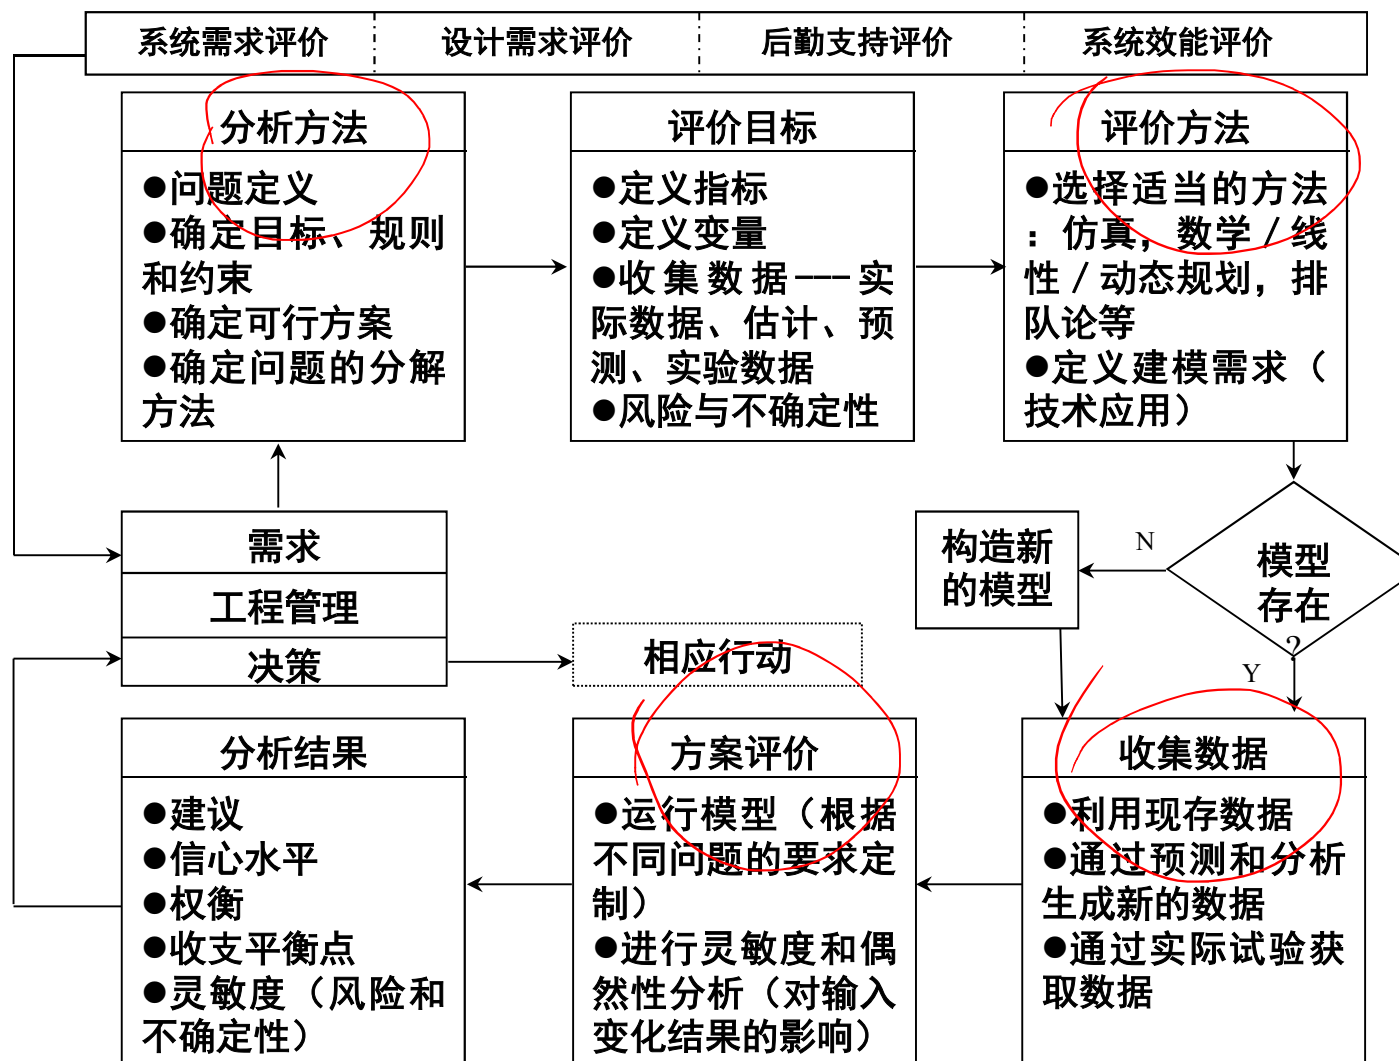 系统需求评价
设计需求评价
后勤支持评价
系统效能评价
分析方法
●问题定义
●确定目标、规则
和约束
●确定可行方案
●确定问题的分解
方法
评价目标
●定义指标
●定义变量
●收集数据---实
际数据、估计、预
测、实验数据
●风险与不确定性
评价方法
●选择适当的方法
：仿真，数学/线
性/动态规划，排
队论等
●定义建模需求（
技术应用）
需求
工程管理
决策
相应行动
构造新
的模型
N
模型
存在
?
Y
分析结果
●建议
●信心水平
●权衡
●收支平衡点
●灵敏度（风险和
不确定性）
方案评价
●运行模型（根据
不同问题的要求定
制）
●进行灵敏度和偶
然性分析（对输入
变化结果的影响）
收集数据
●利用现存数据
●通过预测和分析
生成新的数据
●通过实际试验获
取数据